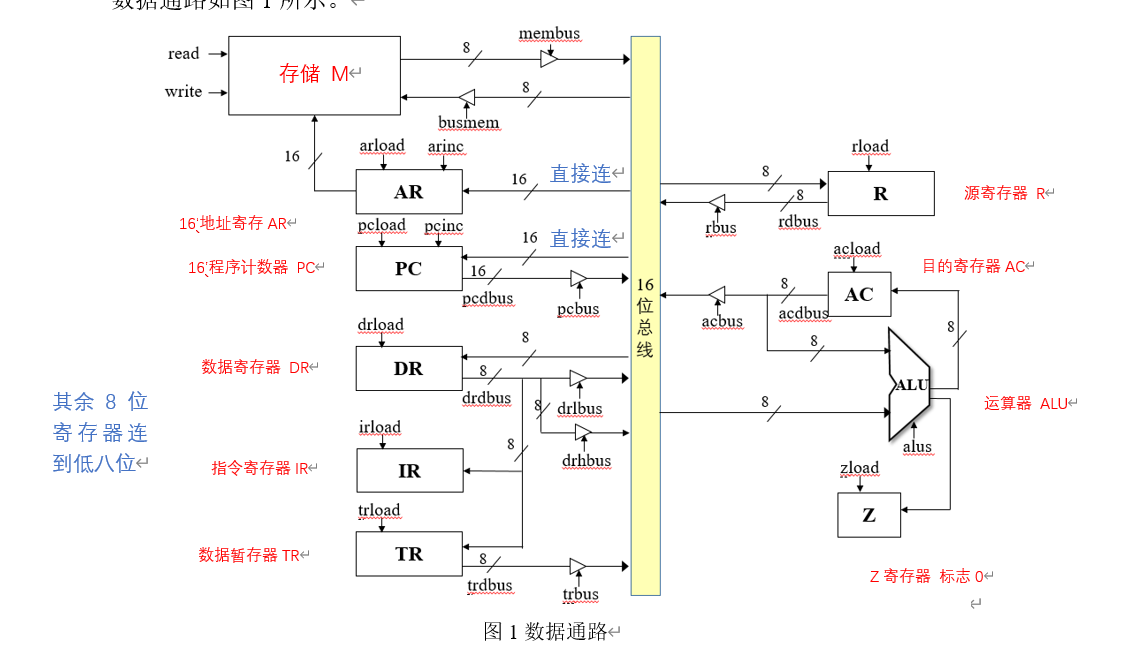 数据通路如图 1 所示。
membus
read
8
存储 M
write
8
busmem
16
arload
arinc
16
直接连
AR
16'地址寄存 AR
pcload
pcinc
16
直接连
16'程序计数器 PC
PC
16
pcdbus
pcbus
drload
8
数据寄存器 DR
DR
8
drdbus
drlbus
8
drhbus
其余 8 位
寄存器连
到低八位
irload
8
指令寄存器 IR
IR
trload
数据暂存器 TR
TR
8
trdbus
trbus
16
位
总
线
rload
8
R
源寄存器 R
8
rbus
rdbus
acload
目的寄存器 AC
8
AC
acbus
acdbus
8
8
ALU
运算器 ALU
8
alus
zload
Z
Z 寄存器 标志 0
图 1 数据通路